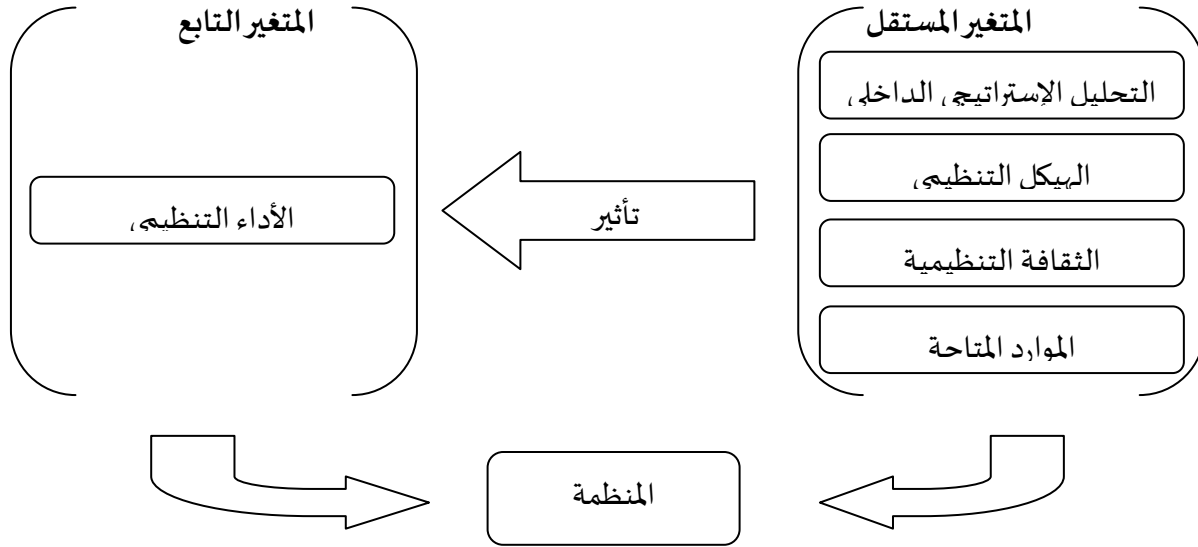 المتغير المستقل
التحليل الإستراتيجي الداخلي
الهيكل التنظيمي
الثقافة التنظيمية
الموارد المتاحة
تأثير
المتغير التابع
الأداء التنظيمي
المنظمة